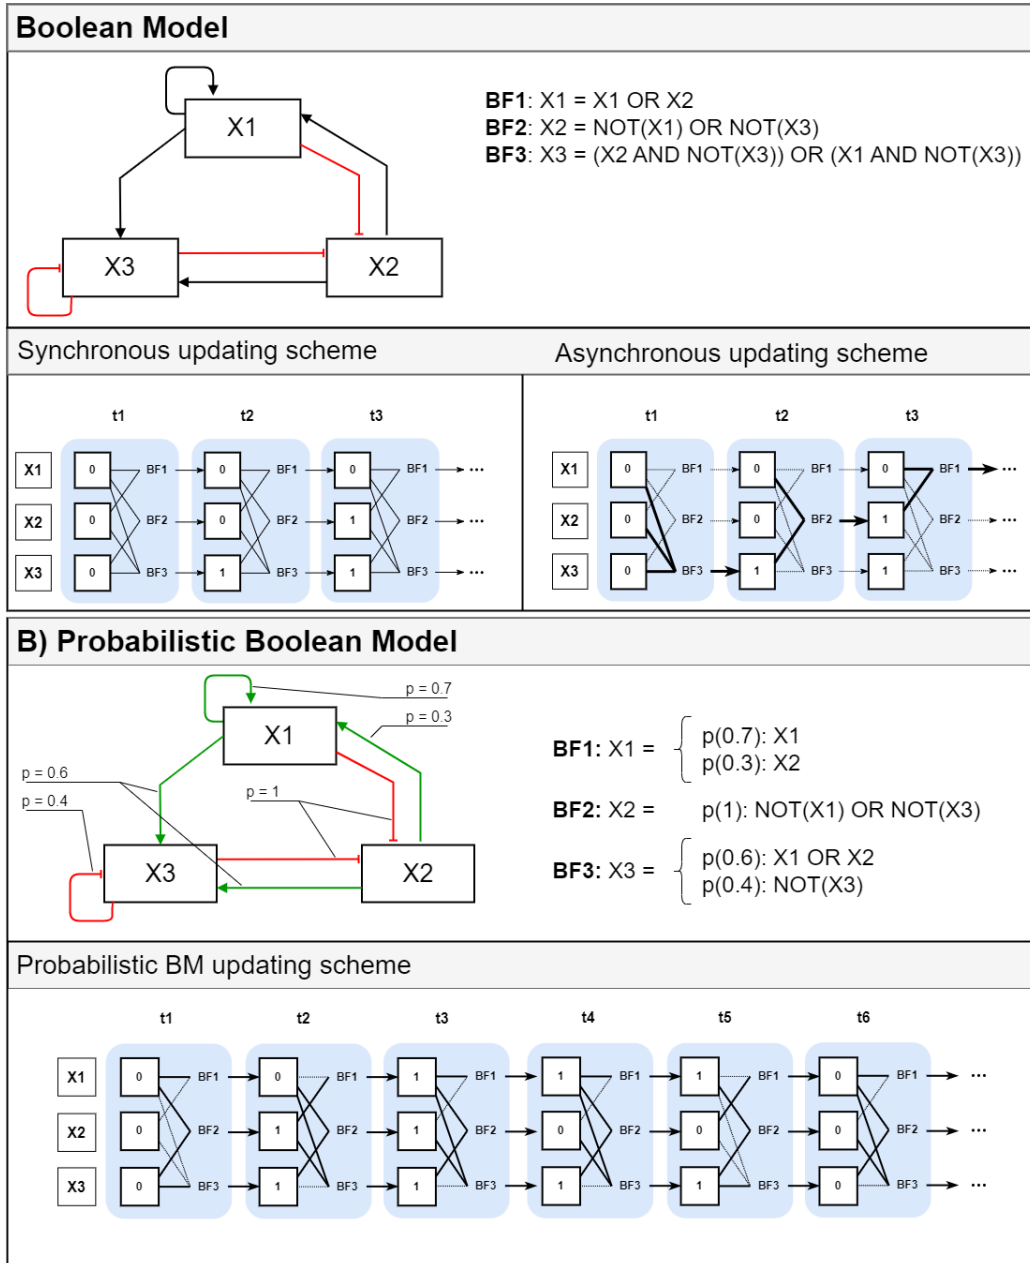 Boolean Model
X1
X3
X2
BF1: X1 = X1 OR X2
BF2: X2 = NOT(X1) OR NOT(X3)
BF3: X3 = (X2 AND NOT(X3)) OR (X1 AND NOT(X3))
Synchronous updating scheme
t1 t2 t3
X1 0 BF1 0 BF1 0 BF1 ...
X2 0 BF2 0 BF2 1 BF2 ...
X3 0 BF3 1 BF3 1 BF3 ...
Asynchronous updating scheme
t1 t2 t3
X1 0 BF1 0 BF1 0 BF1 ...
X2 0 BF2 0 BF2 1 BF2 ...
X3 0 BF3 1 BF3 1 BF3 ...
B) Probabilistic Boolean Model
p = 0.7
p = 0.3
X1
p = 0.6
p = 0.4
p = 1
X3
X2
BF1: X1 =
p(0.7): X1
p(0.3): X2
BF2: X2 = p(1): NOT(X1) OR NOT(X3)
BF3: X3 =
p(0.6): X1 OR X2
p(0.4): NOT(X3)
Probabilistic BM updating scheme
t1 t2 t3 t4 t5 t6
X1 0 BF1 0 BF1 1 BF1 1 BF1 1 BF1 0 BF1 ...
X2 0 BF2 1 BF2 1 BF2 0 BF2 0 BF2 0 BF2 ...
X3 0 BF3 1 BF3 1 BF3 1 BF3 1 BF3 0 BF3 ...